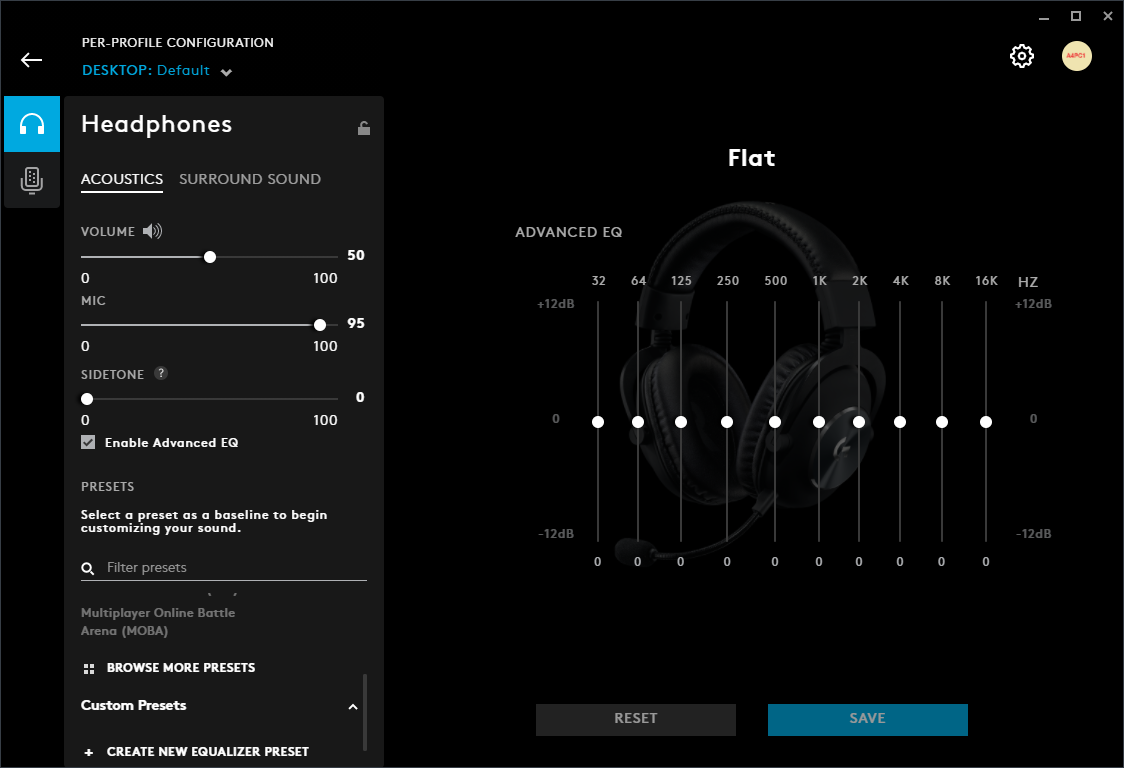 PER-PROFILE CONFIGURATION
DESKTOP: Default
Headphones
ACOUSTICS SURROUND SOUND
VOLUME
50
0 100
MIC
95
0 100
SIDETONE ?
0
0 100
Enable Advanced EQ
PRESETS
Select a preset as a baseline to begin
customizing your sound.
Filter presets
Multiplayer Online Battle
Arena (MOBA)
BROWSE MORE PRESETS
Custom Presets
+ CREATE NEW EQUALIZER PRESET
Flat
ADVANCED EQ
32 64 125 250 500 1K 2K 4K 8K 16K HZ
+12dB +12dB
0 0
-12dB -12dB
0 0 0 0 0 0 0 0 0 0
RESET SAVE